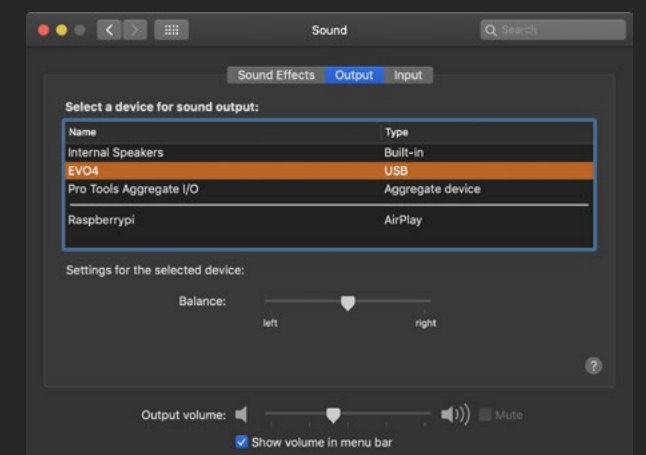 Sound
Search
Sound Effects Output Input
Select a device for sound output:
Name Type
Internal Speakers Built-in
EVO4 USB
Pro Tools Aggregate I/O Aggregate device
Raspberrypi AirPlay
Settings for the selected device:
Balance:
left right
?
Output volume: Mute
Show volume in menu bar